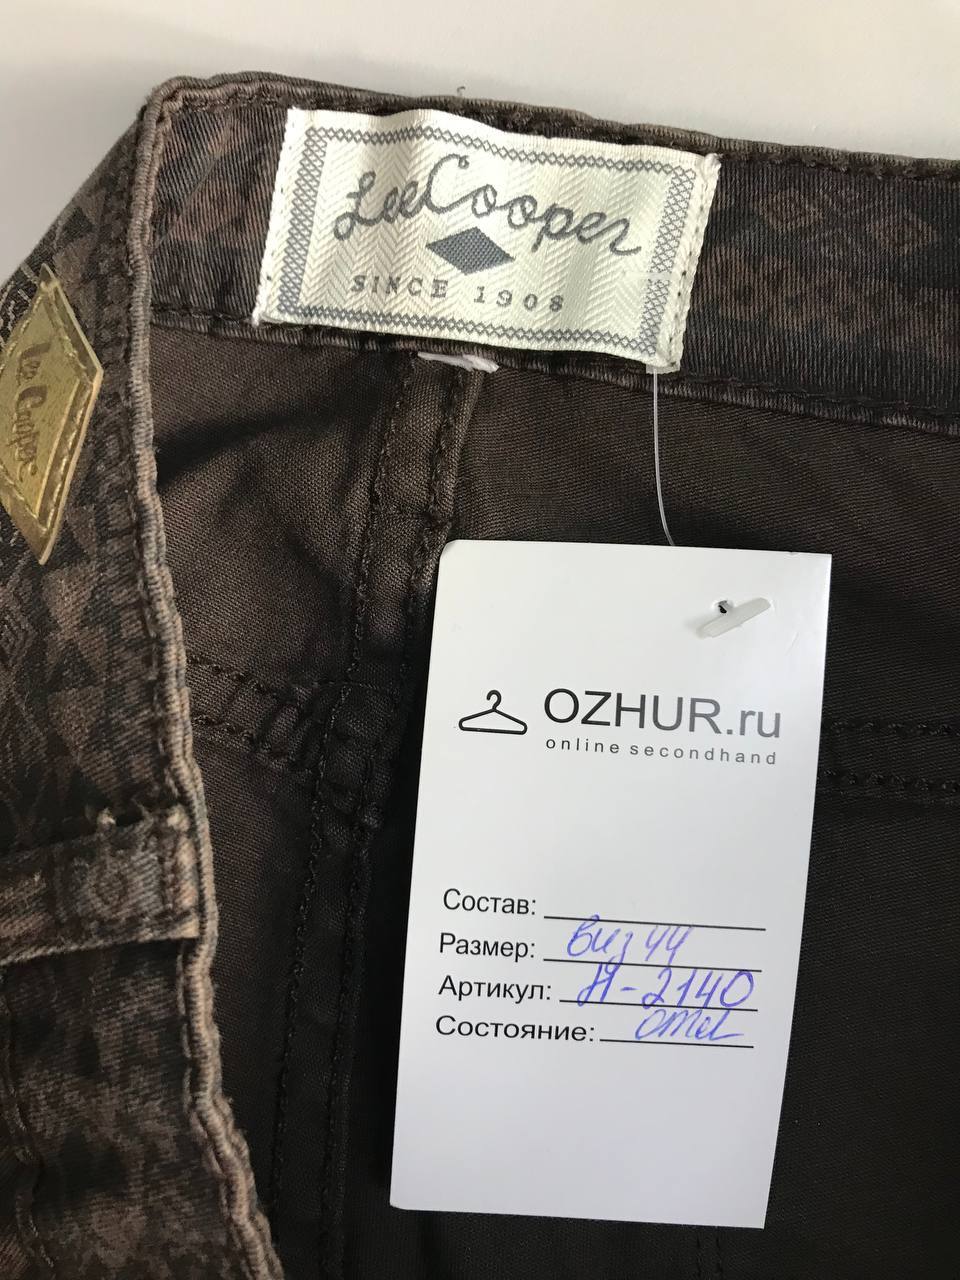 Lee Cooper
SINCE 1908
Lee Cooper
OZHUR.ru
online secondhand
Состав:
Размер: виз 44
Артикул: Н-2140
Состояние: отл